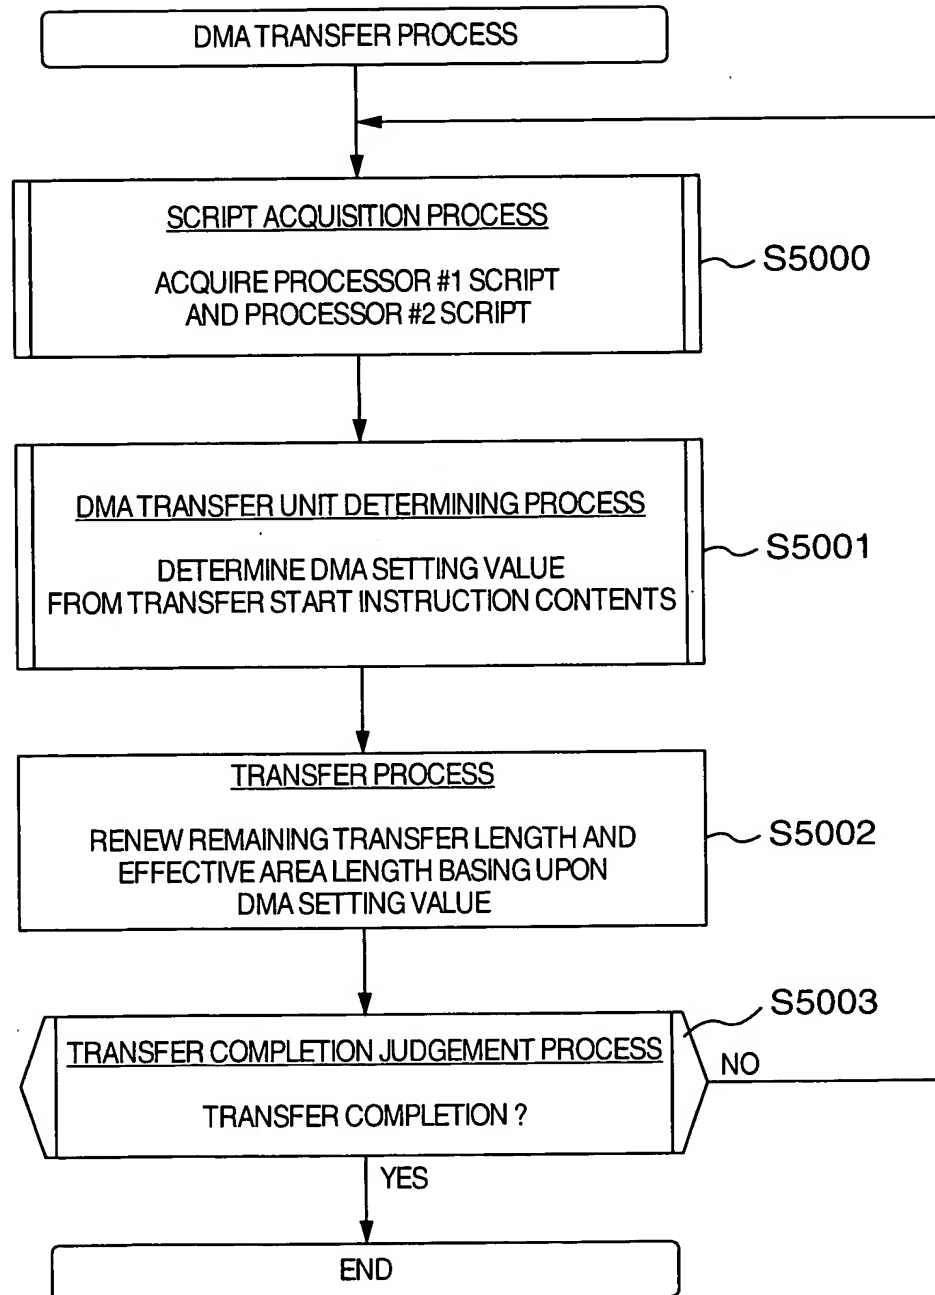 DMA TRANSFER PROCESS
SCRIPT ACQUISITION PROCESS
ACQUIRE PROCESSOR #1 SCRIPT
AND PROCESSOR #2 SCRIPT
S5000
DMA TRANSFER UNIT DETERMINING PROCESS
DETERMINE DMA SETTING VALUE
FROM TRANSFER START INSTRUCTION CONTENTS
S5001
TRANSFER PROCESS
RENEW REMAINING TRANSFER LENGTH AND
EFFECTIVE AREA LENGTH BASING UPON
DMA SETTING VALUE
S5002
S5003
TRANSFER COMPLETION JUDGEMENT PROCESS
TRANSFER COMPLETION ?
NO
YES
END